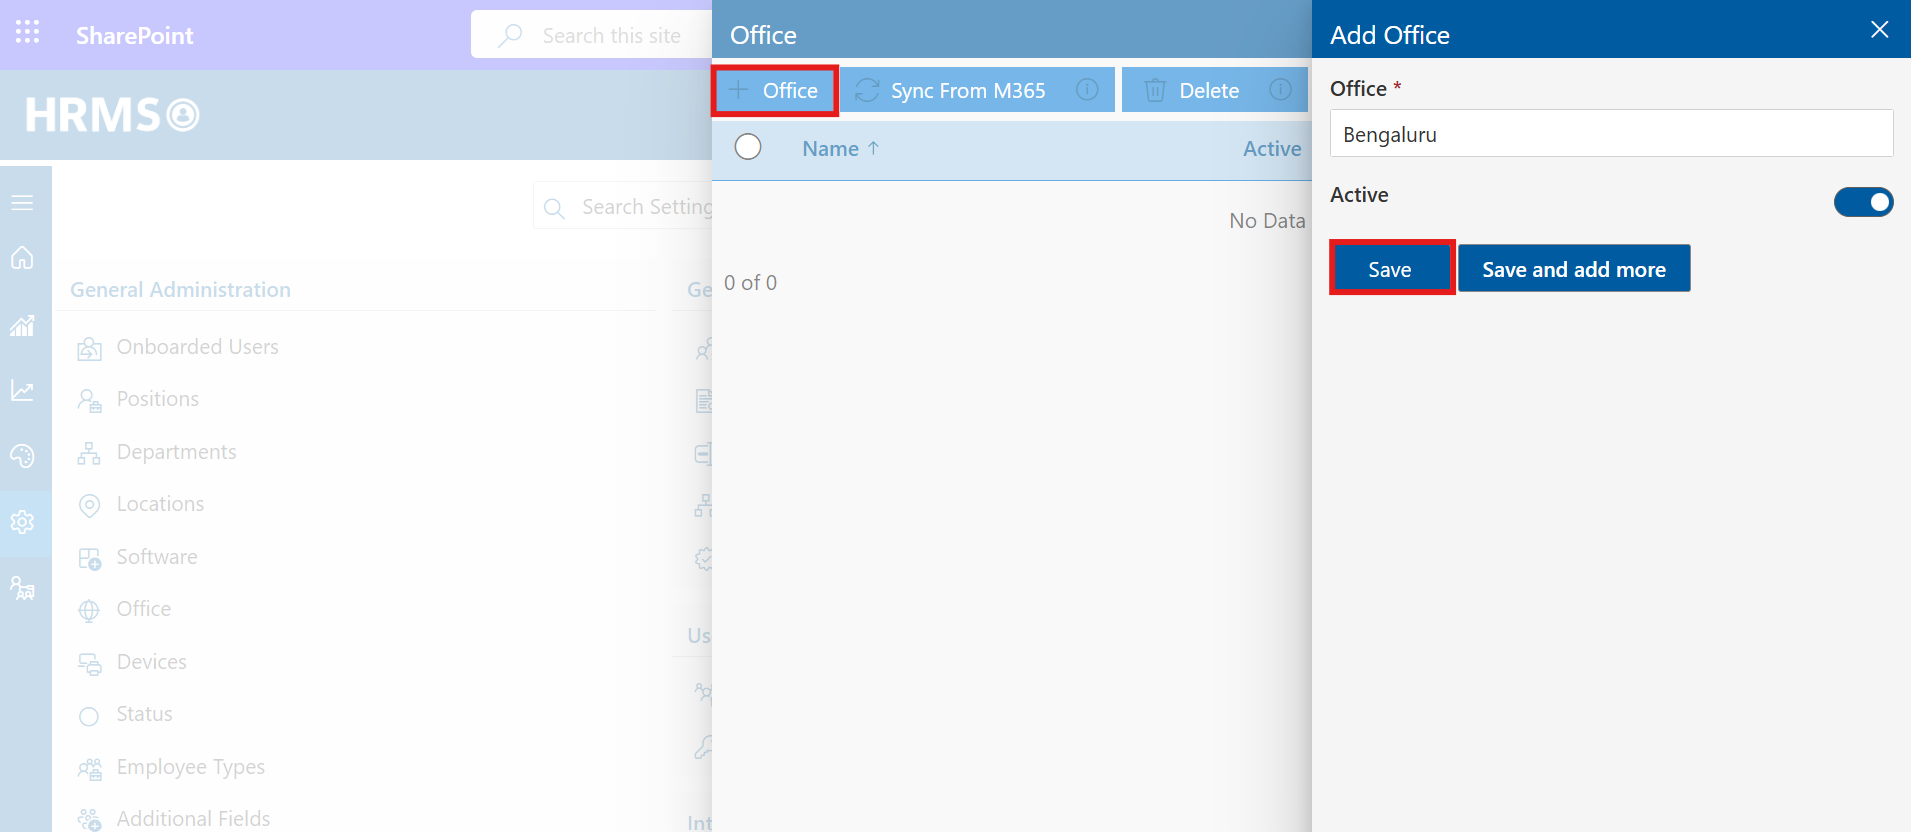 SharePoint
Search this site
HRMS
Search Setting
General Administration
Onboarded Users
Positions
Departments
Locations
Software
Office
Devices
Status
Employee Types
Additional Fields
Ge
Us
Int
Office
Office
Sync From M365
Delete
Name ↑
Active
No Data
0 of 0
Add Office
Office *
Bengaluru
Active
Save
Save and add more